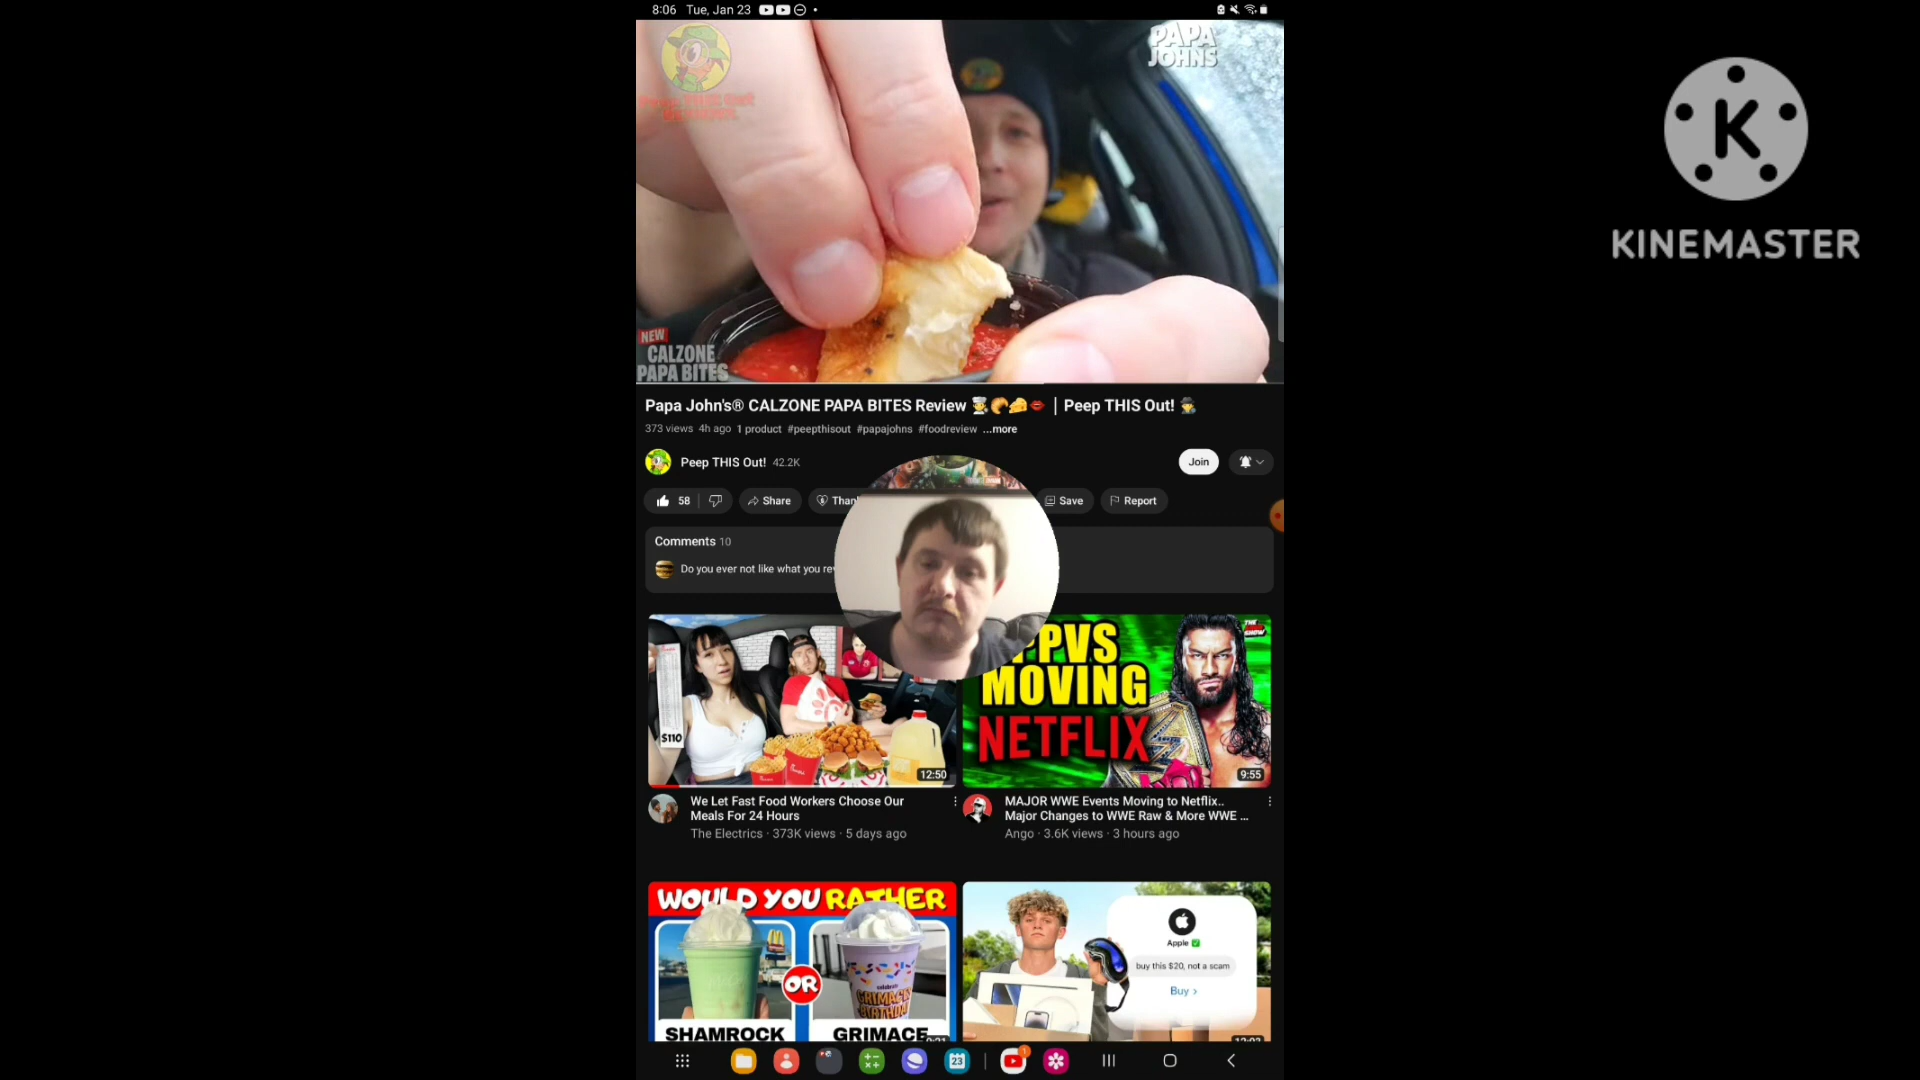 8:06 Tue, Jan 23
PAPA
JOHNS
NEW
CALZONE
PAPA BITES
KINEMASTER
Papa John's® CALZONE PAPA BITES Review 👨‍🍳🥐🧀💋 | Peep THIS Out! 🕵️
373 views 4h ago 1 product #peepthisout #papajohns #foodreview ...more
Peep THIS Out! 42.2K
Join
58
Share
Save
Report
Comments 10
Do you ever not like what you
$110
12:50
MOVING
NETFLIX
9:55
We Let Fast Food Workers Choose Our
Meals For 24 Hours
The Electrics · 373K views · 5 days ago
MAJOR WWE Events Moving to Netflix..
Major Changes to WWE Raw & More WWE ...
Ango · 3.6K views · 3 hours ago
WOULD YOU RATHER
OR
SHAMROCK
GRIMACE
Apple ✅
buy this $20, not a scam
Buy >
23
1